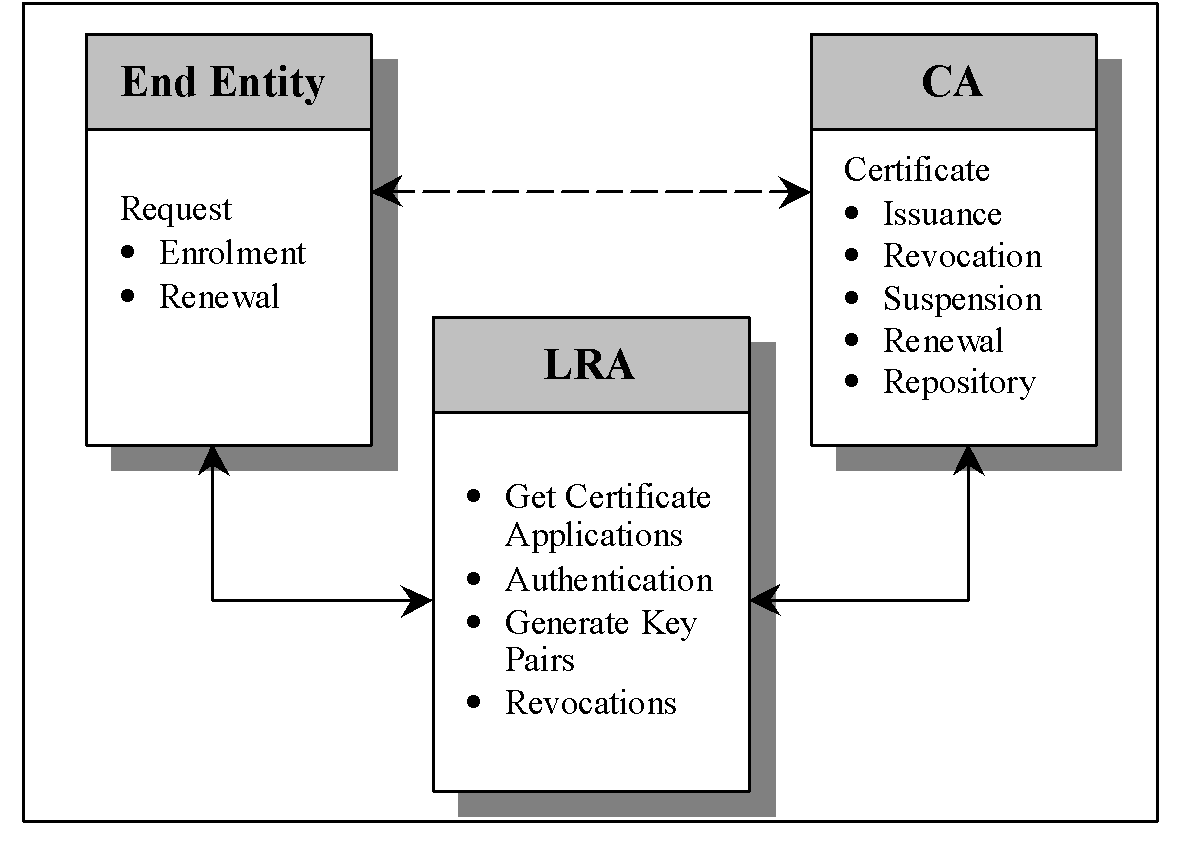 End Entity
Request
• Enrolment
• Renewal
CA
Certificate
• Issuance
• Revocation
• Suspension
• Renewal
• Repository
LRA
• Get Certificate
Applications
• Authentication
• Generate Key
Pairs
• Revocations